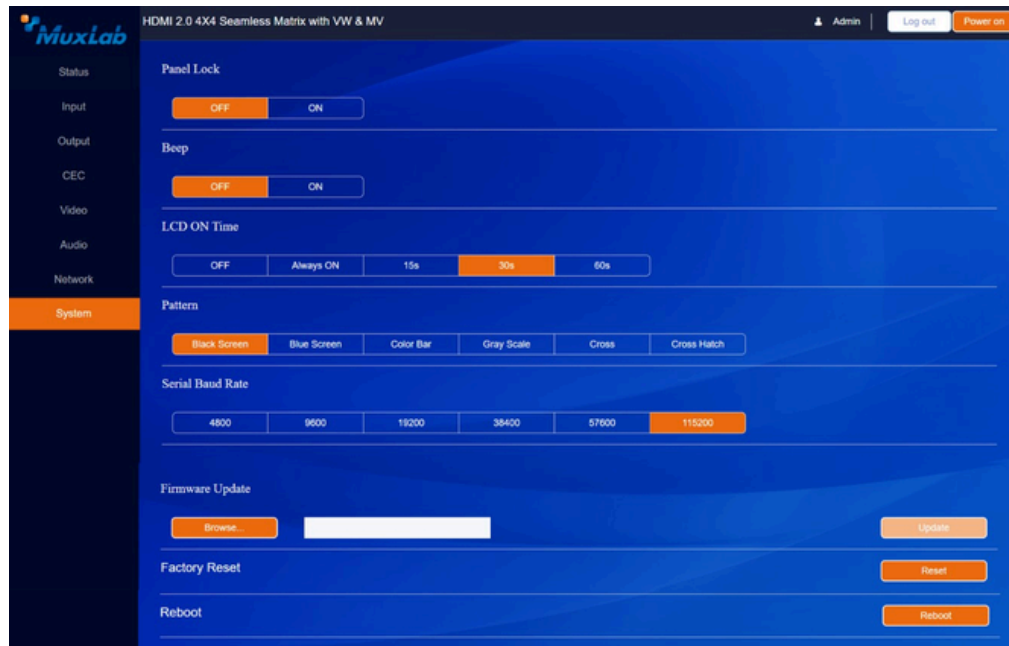 MuxLab
HDMI 2.0 4X4 Seamless Matrix with VW & MV
Admin
Log out
Power on
Status
Input
Output
CEC
Video
Audio
Network
System
Panel Lock
OFF ON
Beep
OFF ON
LCD ON Time
OFF Always ON 15s 30s 60s
Pattern
Black Screen Blue Screen Color Bar Gray Scale Cross Cross Hatch
Serial Baud Rate
4800 9600 19200 38400 57600 115200
Firmware Update
Browse... Update
Factory Reset Reset
Reboot Reboot